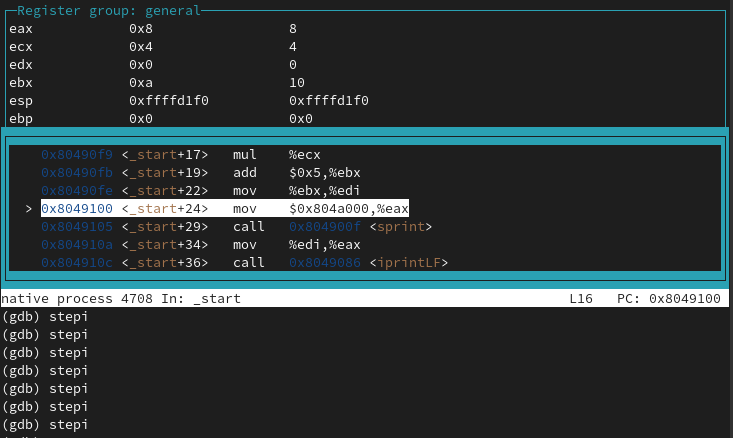 Register group: general
eax 0x8 8
ecx 0x4 4
edx 0x0 0
ebx 0xa 10
esp 0xffffd1f0 0xffffd1f0
ebp 0x0 0x0
0x80490f9 <_start+17> mul %ecx
0x80490fb <_start+19> add $0x5,%ebx
0x80490fe <_start+22> mov %ebx,%edi
> 0x8049100 <_start+24> mov $0x804a000,%eax
0x8049105 <_start+29> call 0x804900f <sprint>
0x804910a <_start+34> mov %edi,%eax
0x804910c <_start+36> call 0x8049086 <iprintLF>
native process 4708 In: _start L16 PC: 0x8049100
(gdb) stepi
(gdb) stepi
(gdb) stepi
(gdb) stepi
(gdb) stepi
(gdb) stepi
(gdb) stepi